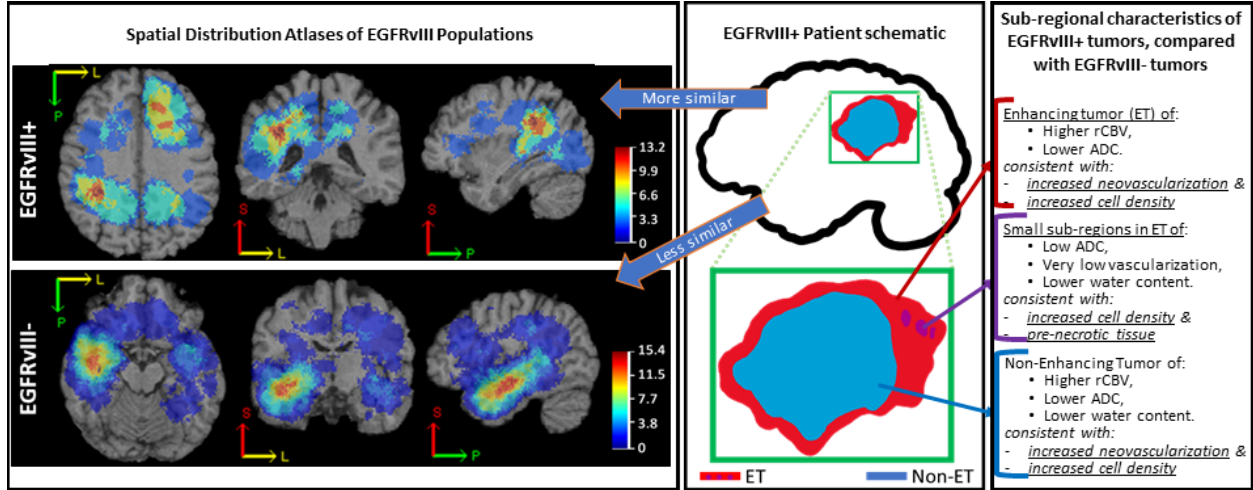 Spatial Distribution Atlases of EGFRvIII Populations
EGFRvIII+
L
P
S
L
S
P
13.2
9.9
6.6
3.3
0
EGFRvIII-
L
P
S
L
S
P
15.4
11.5
7.7
3.8
0
EGFRvIII+ Patient schematic
More similar
Less similar
ET
Non-ET
Sub-regional characteristics of
EGFRvIII+ tumors, compared
with EGFRvIII- tumors
Enhancing tumor (ET) of:
• Higher rCBV,
• Lower ADC.
consistent with:
- increased neovascularization &
- increased cell density
Small sub-regions in ET of:
• Low ADC,
• Very low vascularization,
• Lower water content.
consistent with:
- increased cell density &
- pre-necrotic tissue
Non-Enhancing Tumor of:
• Higher rCBV,
• Lower ADC,
• Lower water content.
consistent with:
- increased neovascularization &
- increased cell density